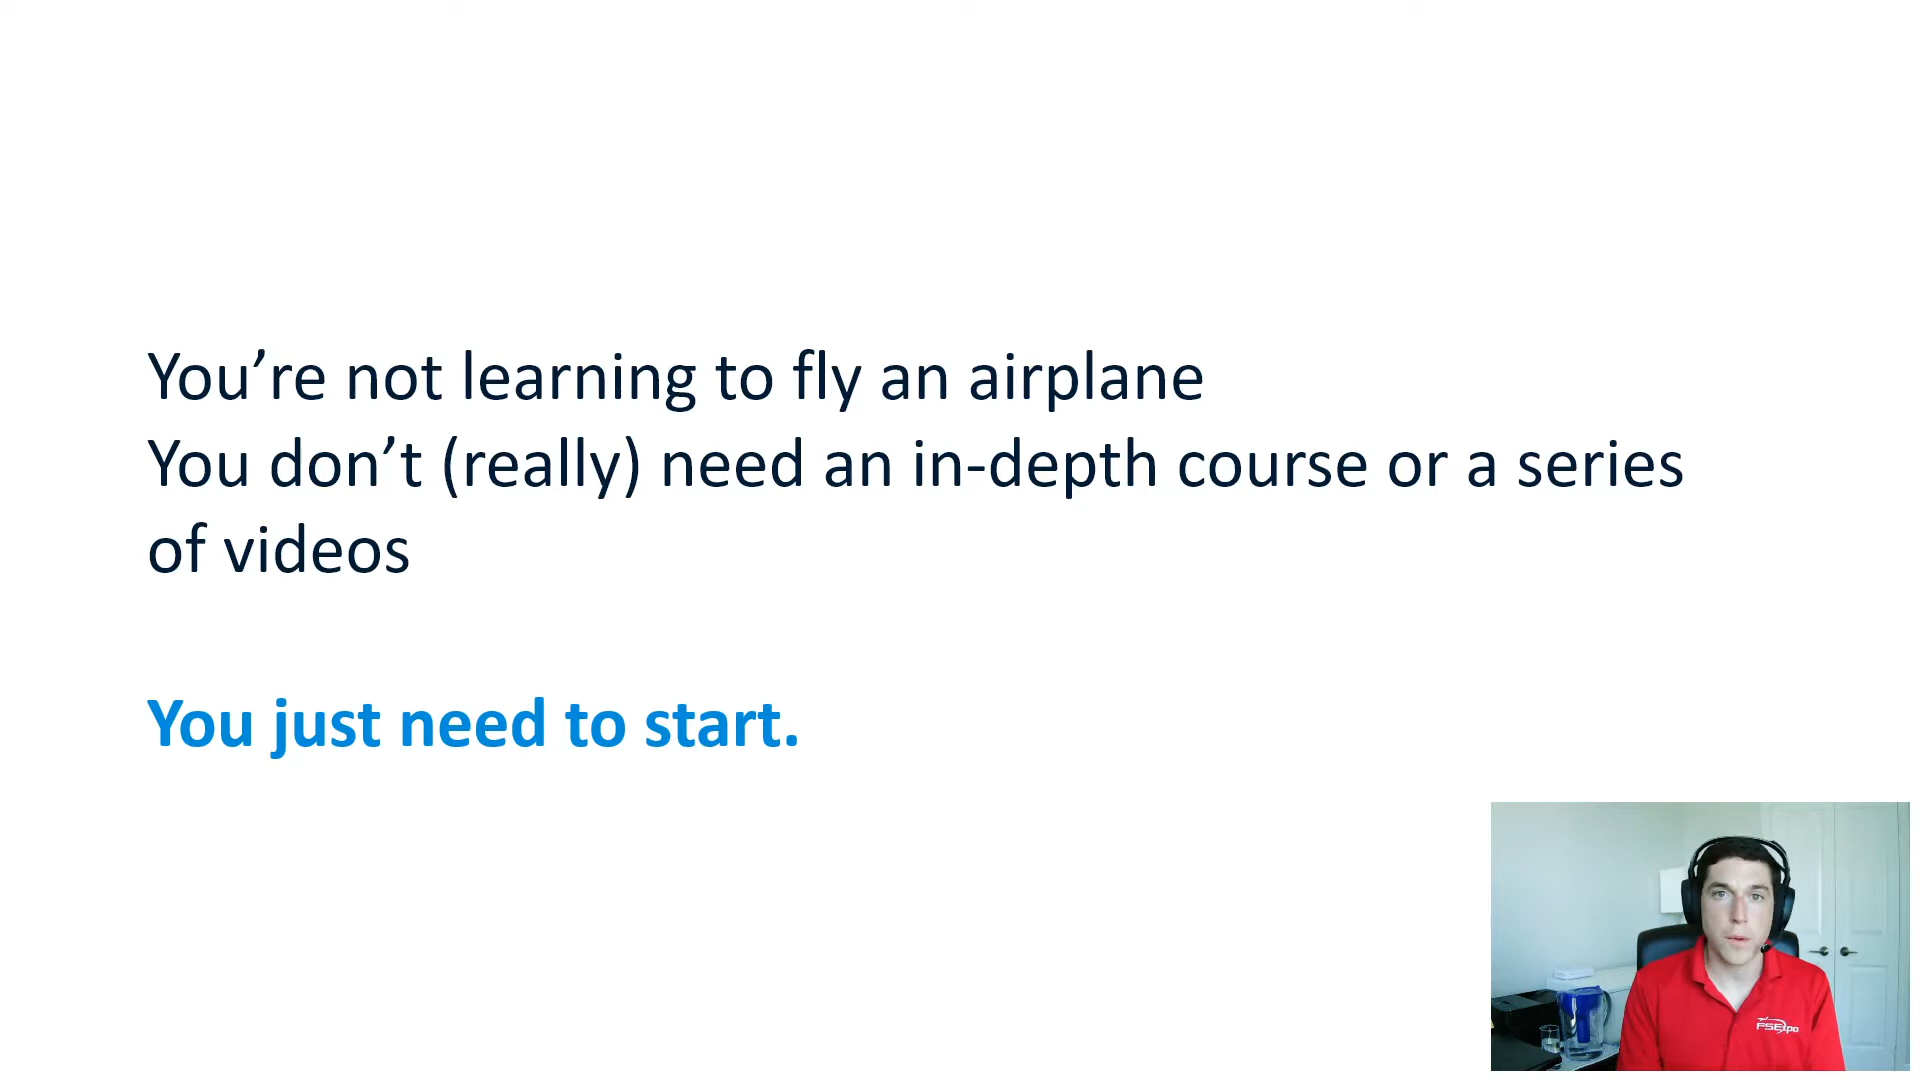 You’re not learning to fly an airplane
You don’t (really) need an in-depth course or a series
of videos
You just need to start.
FSExpo